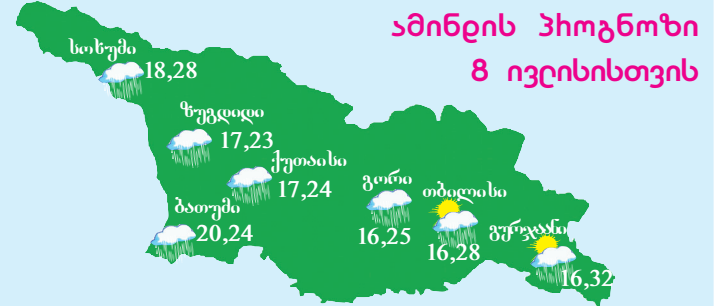 ამინდის პროგნოზი
8 ივლისისთვის
სოხუმი
18,28
ზუგდიდი
17,23
ქუთაისი
17,24
ბათუმი
20,24
გორი
16,25
თბილისი
16,28
გურჯაანი
16,32